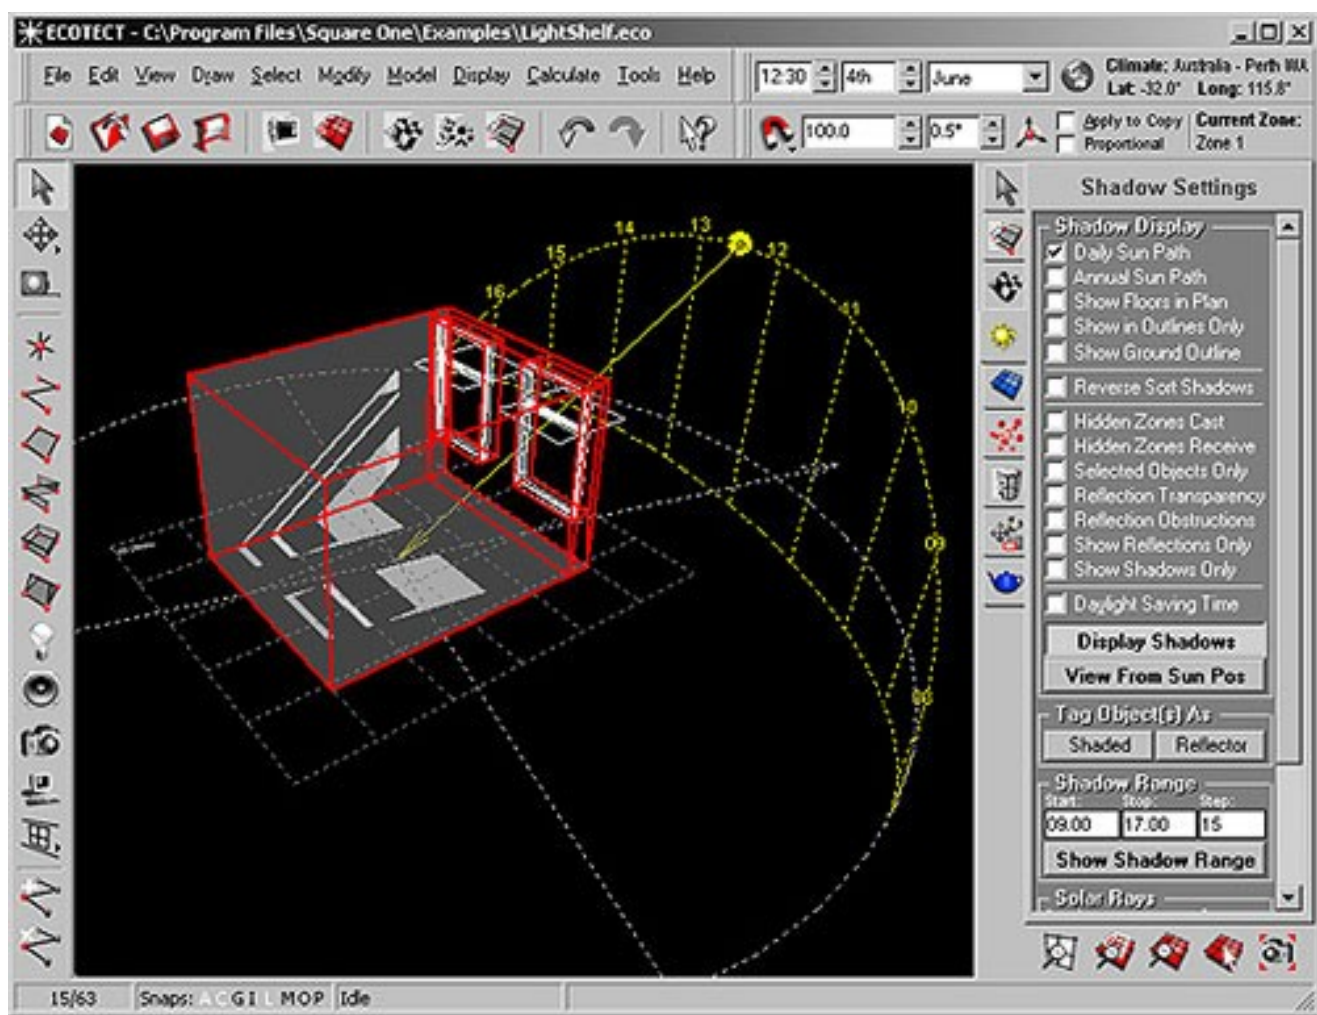 ECOTECT - C:\Program Files\Square One\Examples\LightShelf.eco
File Edit View Draw Select Modify Model Display Calculate Tools Help
12:30 4th June
Climate: Australia - Perth WA
Lat: -32.0° Long: 115.8°
100.0 0.5°
Apply to Copy
Proportional
Current Zone:
Zone 1
Shadow Settings
Shadow Display
Daily Sun Path
Annual Sun Path
Show Floors in Plan
Show in Outlines Only
Show Ground Outline
Reverse Sort Shadows
Hidden Zones Cast
Hidden Zones Receive
Selected Objects Only
Reflection Transparency
Reflection Obstructions
Show Reflections Only
Show Shadows Only
Daylight Saving Time
Display Shadows
View From Sun Pos
Tag Object(s) As
Shaded Reflector
Shadow Range
Start: Stop: Step:
09.00 17.00 15
Show Shadow Range
Solar Rays
16 15 14 13 12 11 10 09 08
15/63 Snaps: A C G I L M O P Idle